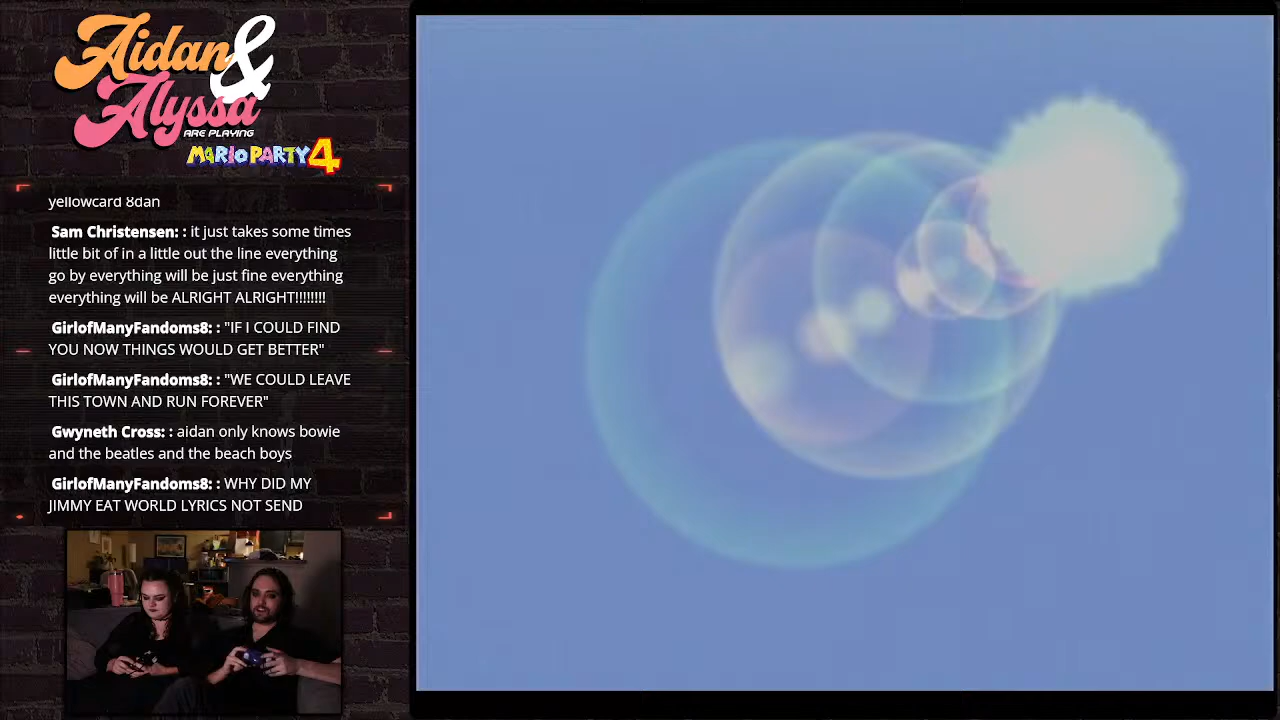 Aidan &
Alyssa
ARE PLAYING
MARIO PARTY 4
yellowcard 8dan
Sam Christensen: : it just takes some times
little bit of in a little out the line everything
go by everything will be just fine everything
everything will be ALRIGHT ALRIGHT!!!!!!!!
GirlofManyFandoms8: : "IF I COULD FIND
YOU NOW THINGS WOULD GET BETTER"
GirlofManyFandoms8: : "WE COULD LEAVE
THIS TOWN AND RUN FOREVER"
Gwyneth Cross: : aidan only knows bowie
and the beatles and the beach boys
GirlofManyFandoms8: : WHY DID MY
JIMMY EAT WORLD LYRICS NOT SEND